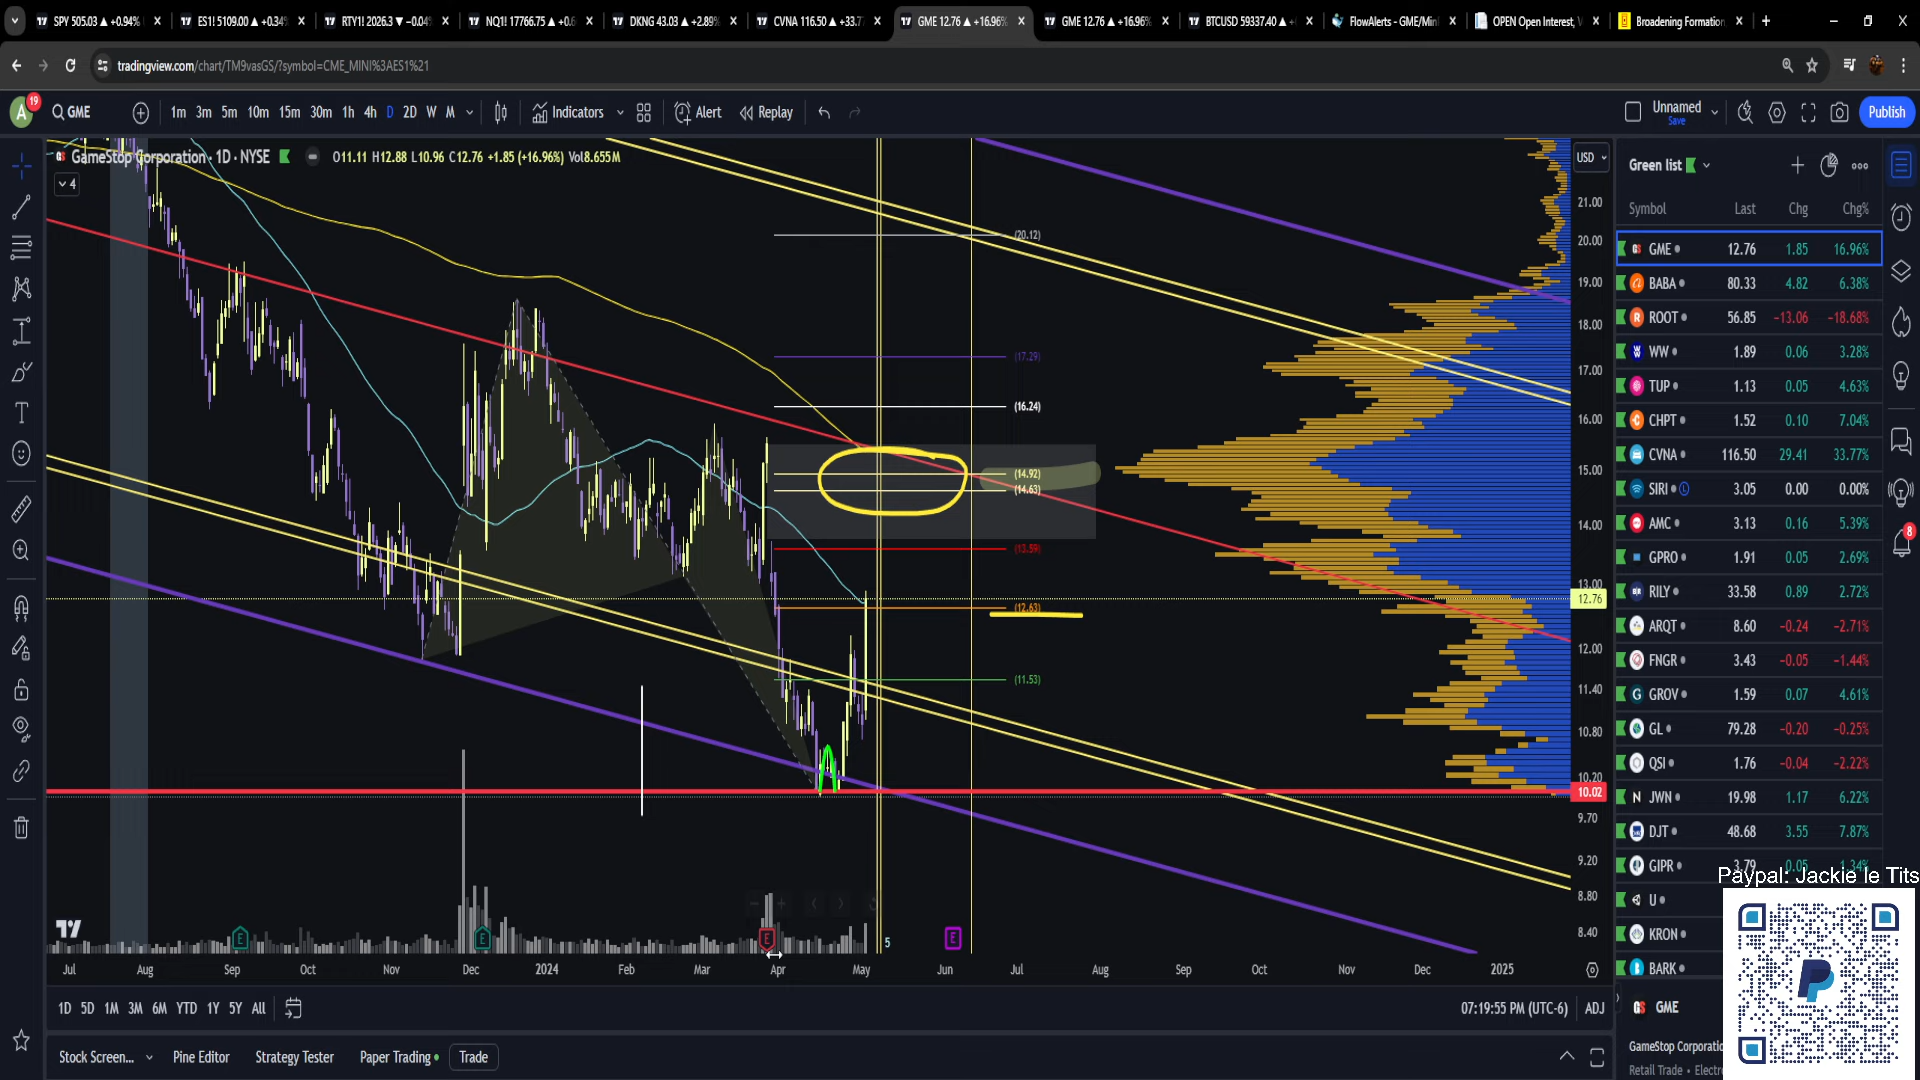 SPY 505.03 ▲ +0.94%
ES1! 5109.00 ▲ +0.34%
RTY1! 2026.3 ▼ −0.04%
NQ1! 17766.75 ▲ +0.6
DKNG 43.03 ▲ +2.89%
CVNA 116.50 ▲ +33.77
GME 12.76 ▲ +16.96%
GME 12.76 ▲ +16.96%
BTCUSD 59337.40 ▲ +
FlowAlerts - GME/Min
OPEN Open Interest, V
Broadening Formation
tradingview.com/chart/TM9vasGS/?symbol=CME_MINI%3AES1%21
A 19 GME 1m 3m 5m 10m 15m 30m 1h 4h D 2D W M Indicators Alert Replay Unnamed Save Publish
GameStop Corporation · 1D · NYSE O11.11 H12.88 L10.96 C12.76 +1.85 (+16.96%) Vol8.655M
4
USD
21.00
20.00
19.00
18.00
17.00
16.00
15.00
14.00
13.00
12.76
12.00
11.40
10.80
10.20
10.02
9.70
9.20
8.80
8.40
(20.12)
(17.29)
(16.24)
(14.92)
(14.63)
(13.59)
(12.63)
(11.53)
E E E 5 E
Jul Aug Sep Oct Nov Dec 2024 Feb Mar Apr May Jun Jul Aug Sep Oct Nov Dec 2025
1D 5D 1M 3M 6M YTD 1Y 5Y All 07:19:55 PM (UTC-6) ADJ
Stock Screen... Pine Editor Strategy Tester Paper Trading Trade
Green list
Symbol Last Chg Chg%
GME 12.76 1.85 16.96%
BABA 80.33 4.82 6.38%
ROOT 56.85 −13.06 −18.68%
WW 1.89 0.06 3.28%
TUP 1.13 0.05 4.63%
CHPT 1.52 0.10 7.04%
CVNA 116.50 29.41 33.77%
SIRI 3.05 0.00 0.00%
AMC 3.13 0.16 5.39%
GPRO 1.91 0.05 2.69%
RILY 33.58 0.89 2.72%
ARQT 8.60 −0.24 −2.71%
FNGR 3.43 −0.05 −1.44%
GROV 1.59 0.07 4.61%
GL 79.28 −0.20 −0.25%
QSI 1.76 −0.04 −2.22%
JWN 19.98 1.17 6.22%
DJT 48.68 3.55 7.87%
GIPR 3.79 0.05 1.34%
Paypal: Jackie le Tits
U
KRON
BARK
GME
GameStop Corporatio
Retail Trade • Electro
8